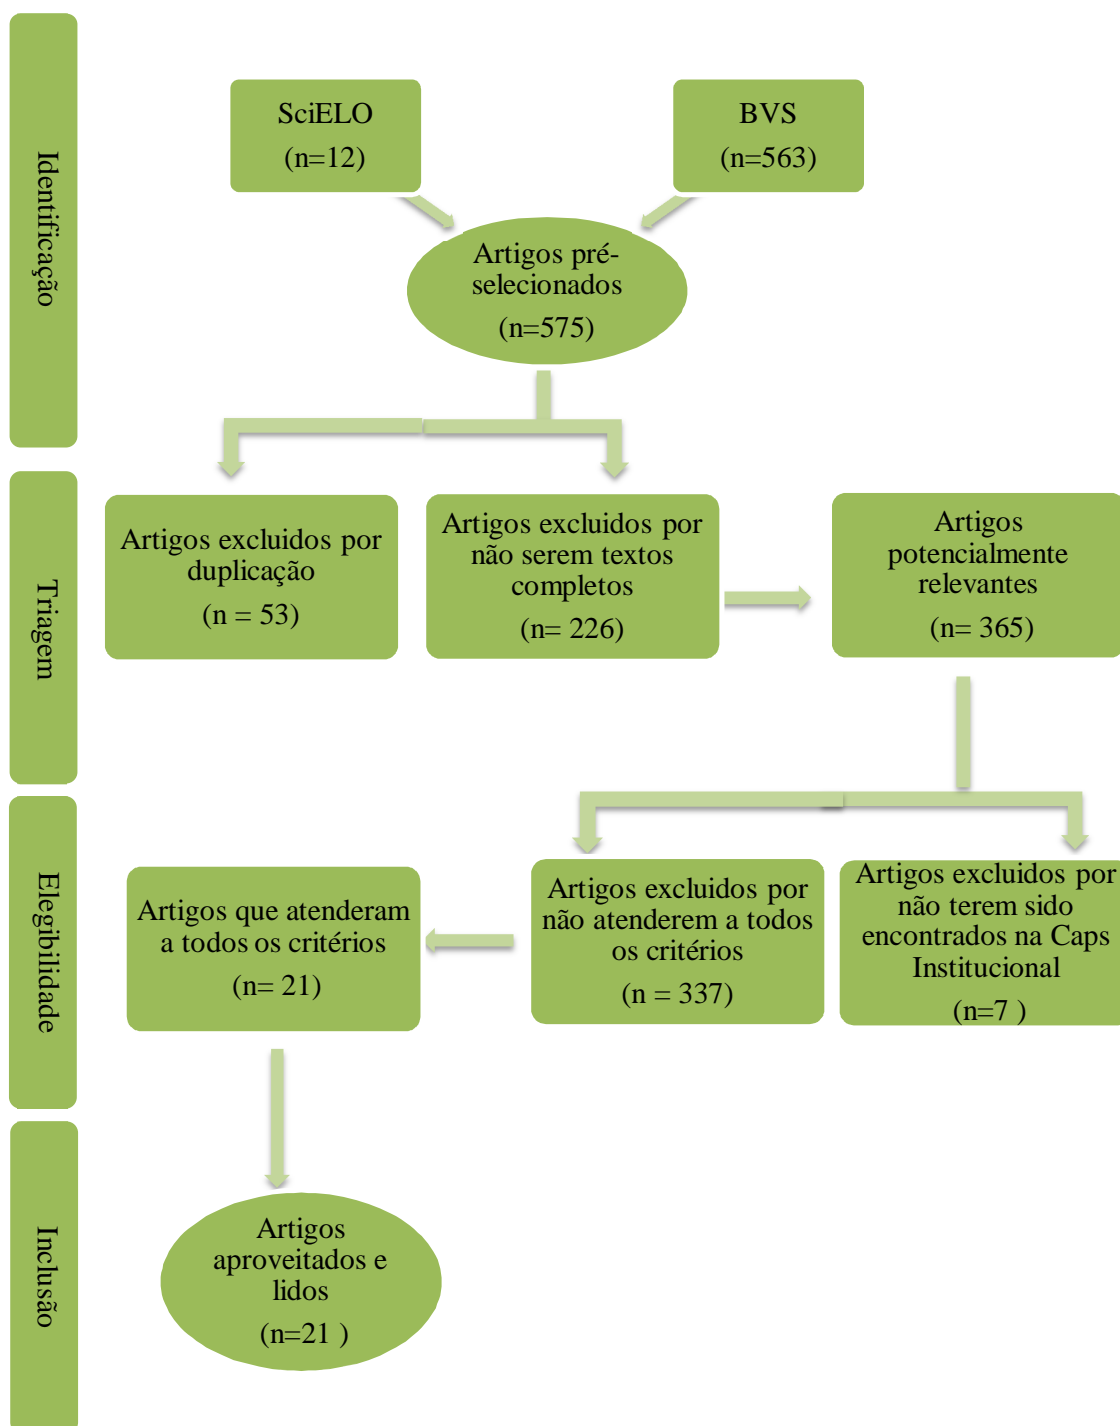 Identificação
SciELO
(n=12)
BVS
(n=563)
Artigos pré-
selecionados
(n=575)
Triagem
Artigos excluidos por
duplicação
(n = 53)
Artigos excluidos por
não serem textos
completos
(n= 226)
Artigos
potencialmente
relevantes
(n= 365)
Elegibilidade
Artigos que atenderam
a todos os critérios
(n= 21)
Artigos excluidos por
não atenderem a todos
os critérios
(n = 337)
Artigos excluidos por
não terem sido
encontrados na Caps
Institucional
(n=7 )
Inclusão
Artigos
aproveitados e
lidos
(n=21 )